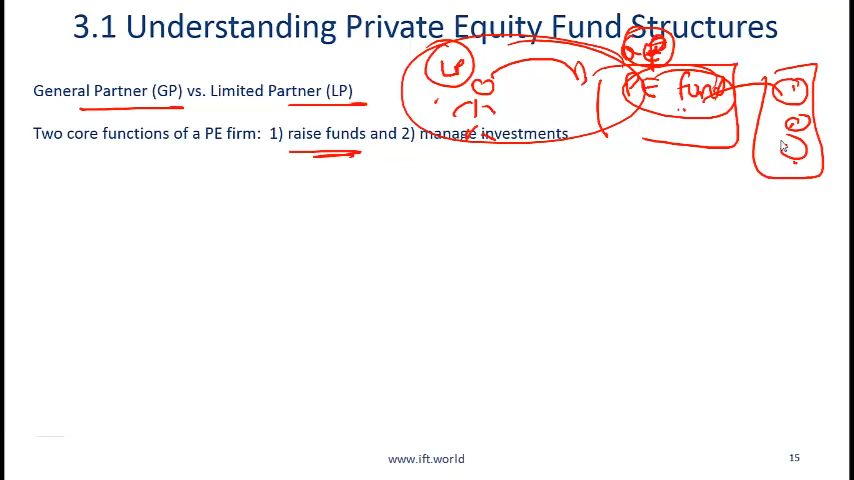 3.1 Understanding Private Equity Fund Structures
General Partner (GP) vs. Limited Partner (LP)
LP
PE fund
Two core functions of a PE firm: 1) raise funds and 2) manage investments
www.ift.world
15